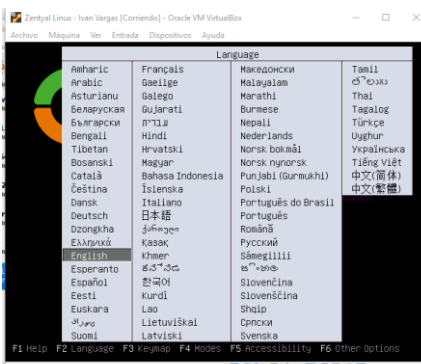 Zentyal Linux - Ivan Vargas [Corriendo] - Oracle VM VirtualBox
Archivo Máquina Ver Entrada Dispositivos Ayuda
Language
Amharic Français Македонски Tamil
Arabic Gaeilge Malayalam తెలుగు
Asturianu Galego Marathi Thai
Беларуская Gujarati Burmese Tagalog
Български עברית Nepali Türkçe
Bengali Hindi Nederlands Uyghur
Tibetan Hrvatski Norsk bokmål Українська
Bosanski Magyar Norsk nynorsk Tiếng Việt
Català Bahasa Indonesia Punjabi (Gurmukhi) 中文(简体)
Čeština Íslenska Polski 中文(繁體)
Dansk Italiano Português do Brasil
Deutsch 日本語 Português
Dzongkha ქართული Română
Ελληνικά Қазақ Русский
English Khmer Sámegillii
Esperanto ಕನ್ನಡ සිංහල
Español 한국어 Slovenčina
Eesti Kurdî Slovenščina
Euskara Lao Shqip
فارسی Lietuviškai Српски
Suomi Latviski Svenska
F1 Help F2 Language F3 Keymap F4 Modes F5 Accessibility F6 Other Options